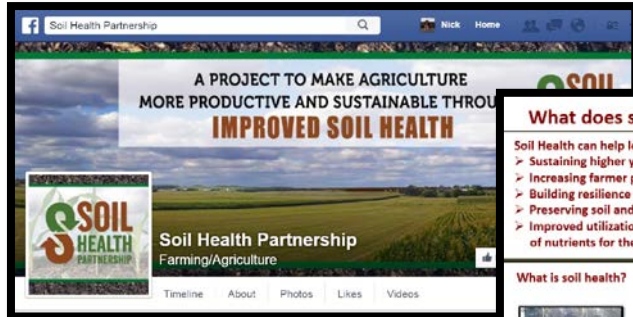 f Soil Health Partnership
Nick Home
A PROJECT TO MAKE AGRICULTURE
MORE PRODUCTIVE AND SUSTAINABLE THROU
IMPROVED SOIL HEALTH
SOIL
SOIL
HEALTH
PARTNERSHIP
Soil Health Partnership
Farming/Agriculture
Timeline About Photos Likes Videos
What does s
Soil Health can help l
Sustaining higher y
Increasing farmer p
Building resilience
Preserving soil and
Improved utilizatio
of nutrients for the
What is soil health?